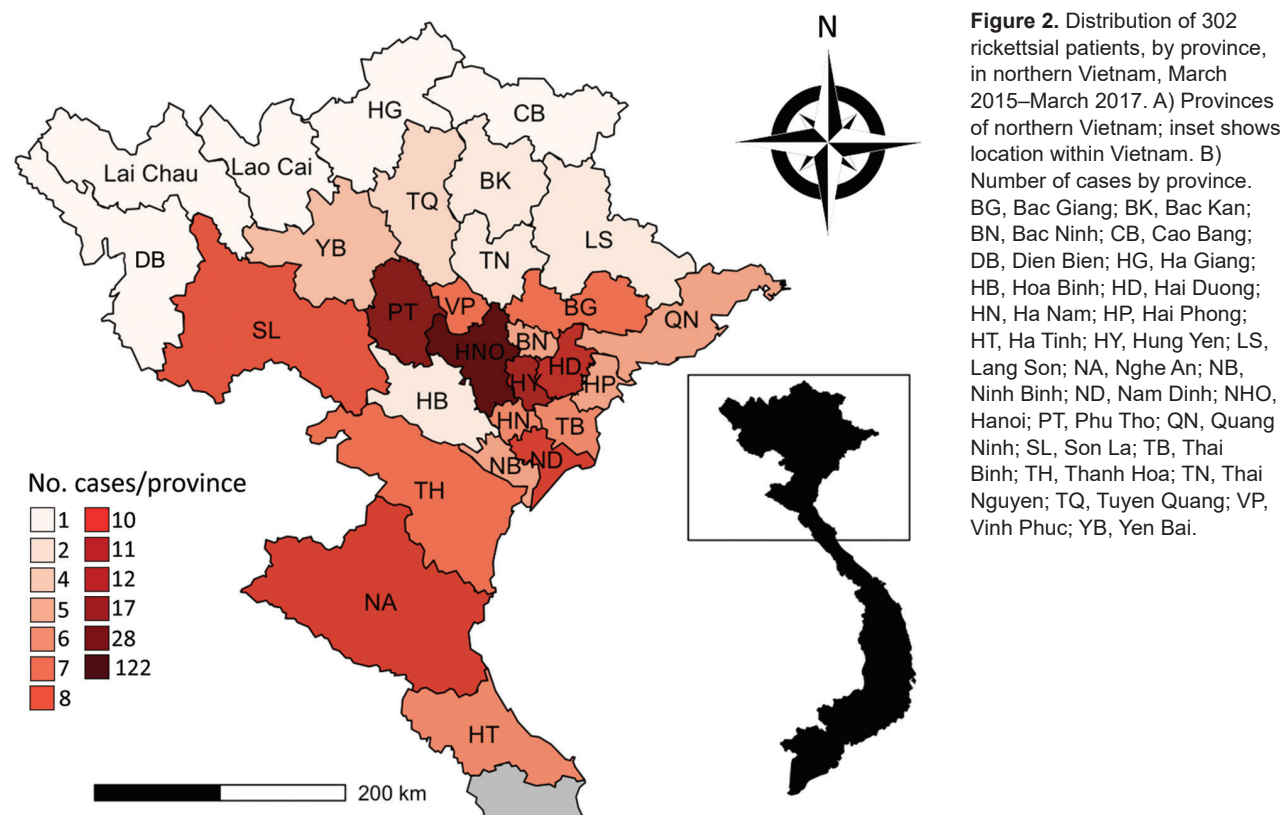 N
HG
CB
Lai Chau
Lao Cai
BK
TQ
YB
LS
DB
TN
PT
VP
BG
QN
SL
HNO
BN
HD
HY
HP
HB
HN
TB
NB
ND
TH
NA
HT
No. cases/province
1 10
2 11
4 12
5 17
6 28
7 122
8
200 km
Figure 2. Distribution of 302
rickettsial patients, by province,
in northern Vietnam, March
2015–March 2017. A) Provinces
of northern Vietnam; inset shows
location within Vietnam. B)
Number of cases by province.
BG, Bac Giang; BK, Bac Kan;
BN, Bac Ninh; CB, Cao Bang;
DB, Dien Bien; HG, Ha Giang;
HB, Hoa Binh; HD, Hai Duong;
HN, Ha Nam; HP, Hai Phong;
HT, Ha Tinh; HY, Hung Yen; LS,
Lang Son; NA, Nghe An; NB,
Ninh Binh; ND, Nam Dinh; NHO,
Hanoi; PT, Phu Tho; QN, Quang
Ninh; SL, Son La; TB, Thai
Binh; TH, Thanh Hoa; TN, Thai
Nguyen; TQ, Tuyen Quang; VP,
Vinh Phuc; YB, Yen Bai.